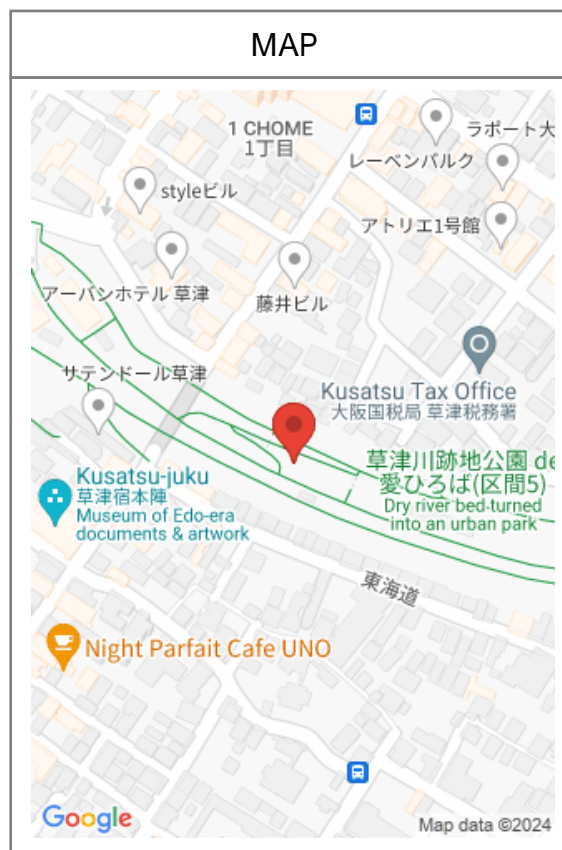 MAP
1 CHOME
1丁目
ラポート大
レーベンパルク
styleビル
アトリエ1号館
アーバンホテル 草津
藤井ビル
サテンドール草津
Kusatsu Tax Office
大阪国税局 草津税務署
草津川跡地公園 de
愛ひろば(区間5)
Dry river bed-turned
into an urban park
Kusatsu-juku
草津宿本陣
Museum of Edo-era
documents & artwork
東海道
Night Parfait Cafe UNO
Google
Map data ©2024